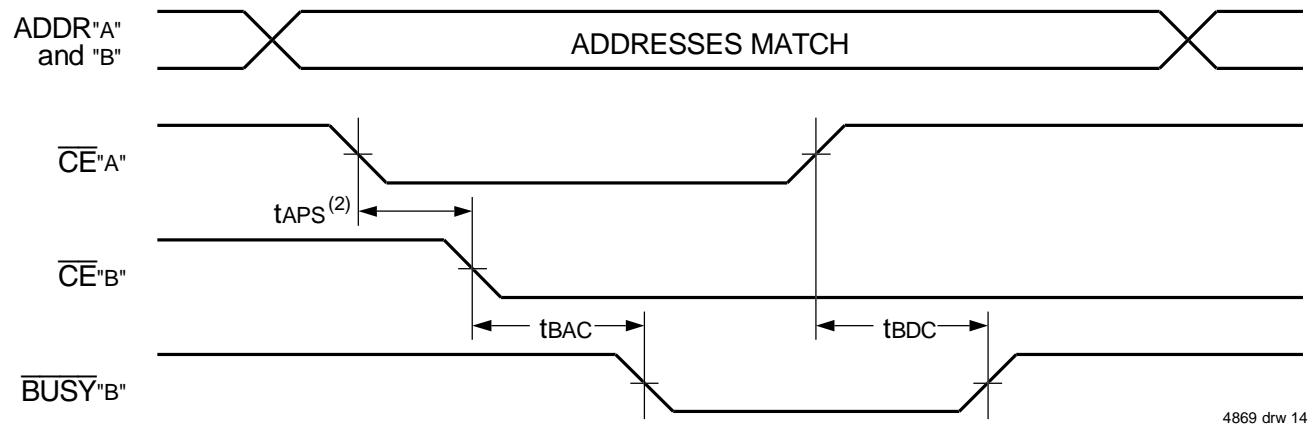 ADDR"A"
and "B"
ADDRESSES MATCH
CE"A"
tAPS(2)
CE"B"
tBAC
tBDC
BUSY"B"
4869 drw 14